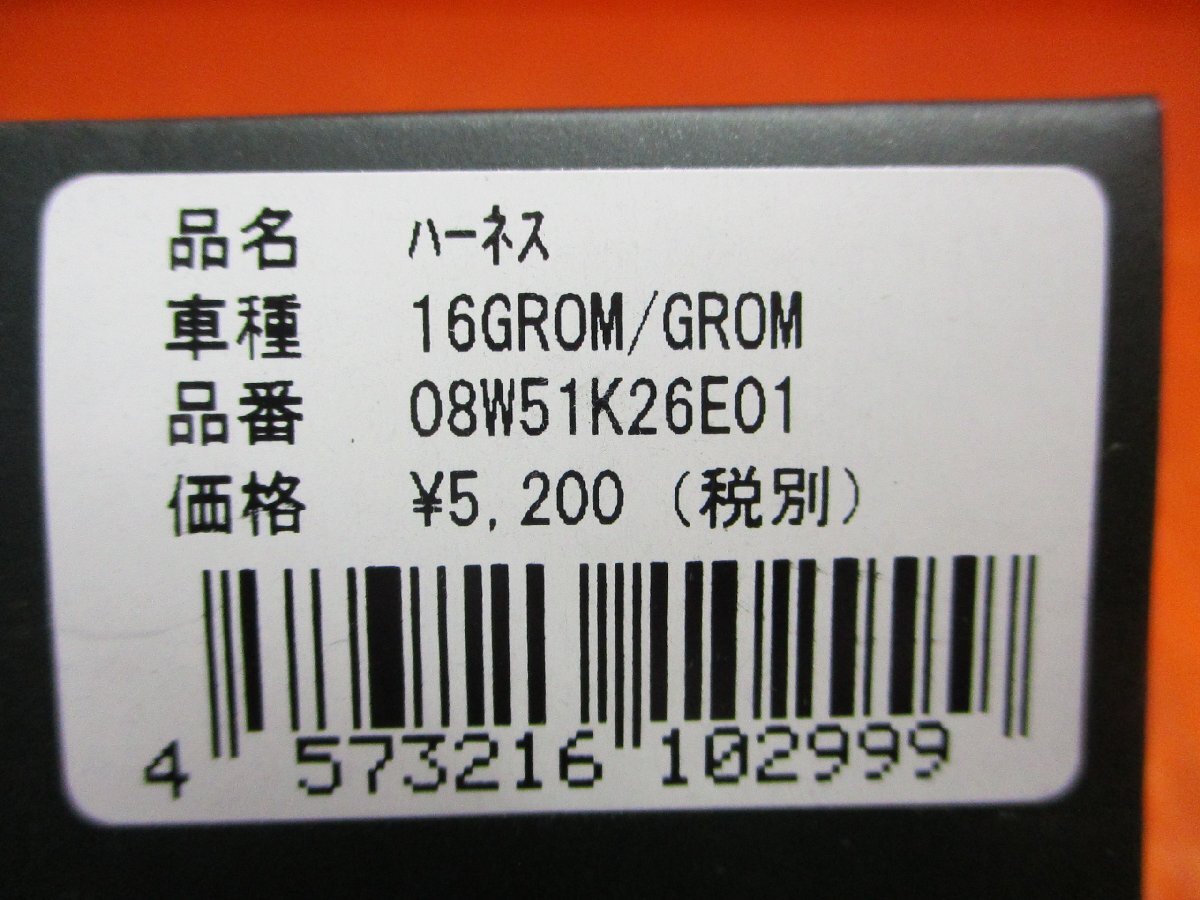 品名 ﾊｰﾈｽ
車種 16GROM/GROM
品番 08W51K26E01
価格 ¥5,200 (税別)
4 573216 102999